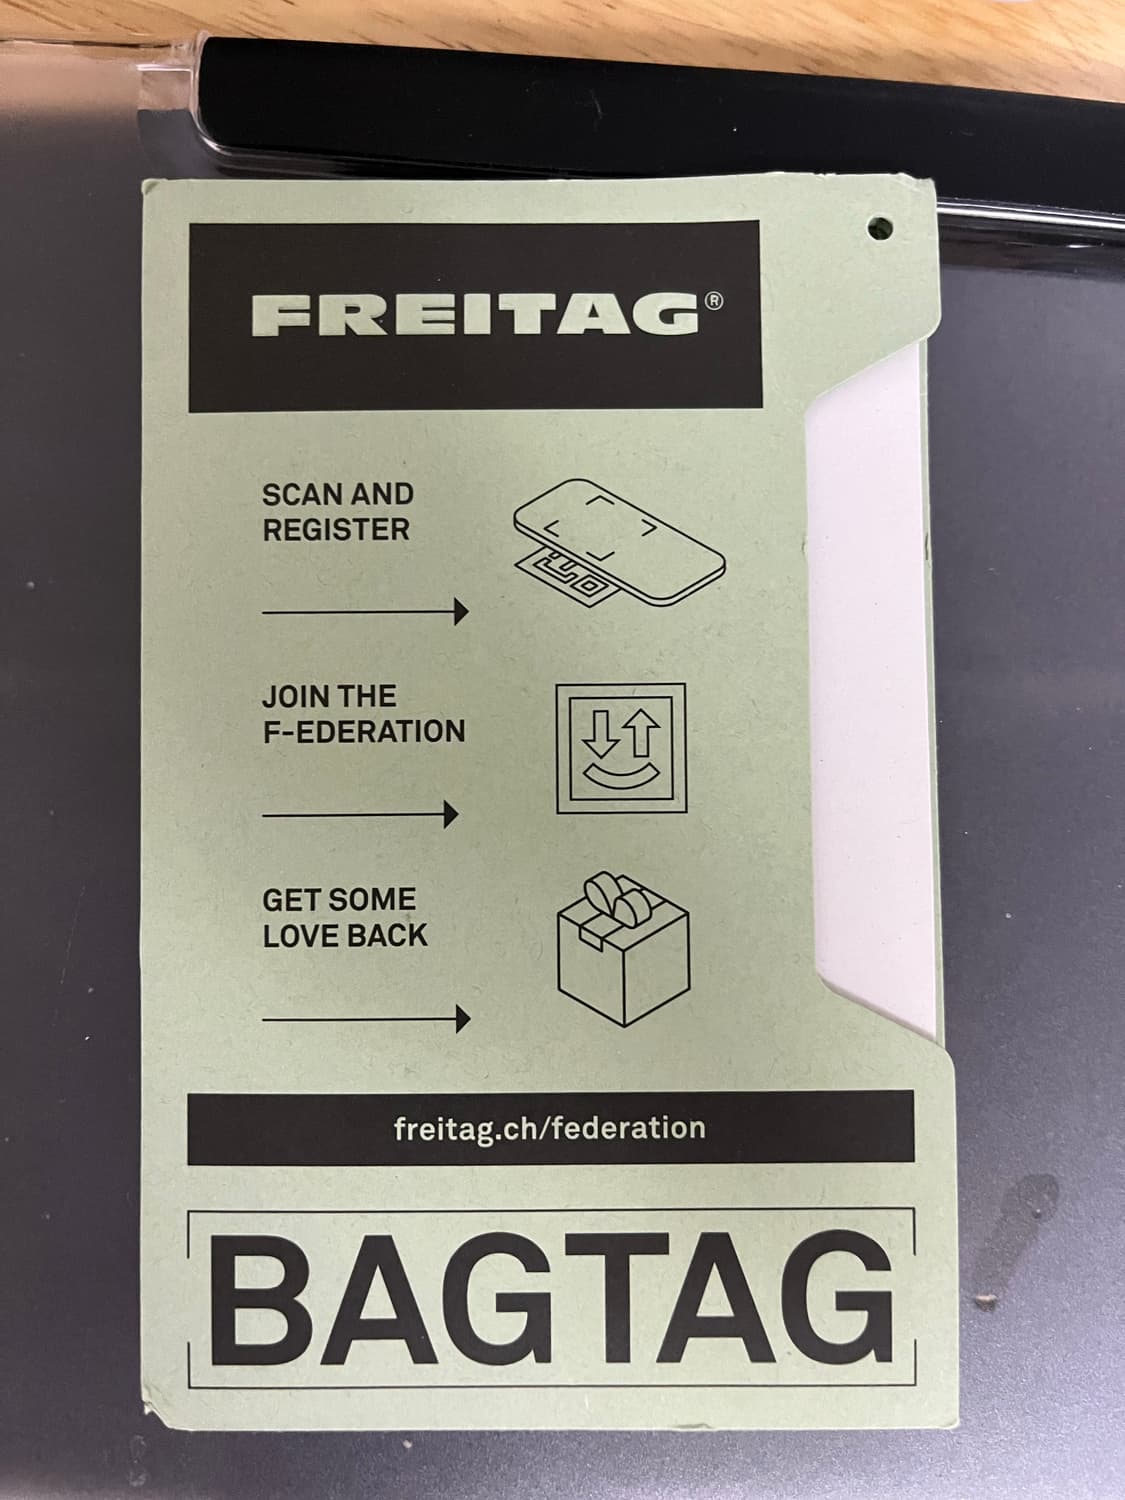 FREITAG®
SCAN AND
REGISTER
JOIN THE
F-EDERATION
GET SOME
LOVE BACK
freitag.ch/federation
BAGTAG